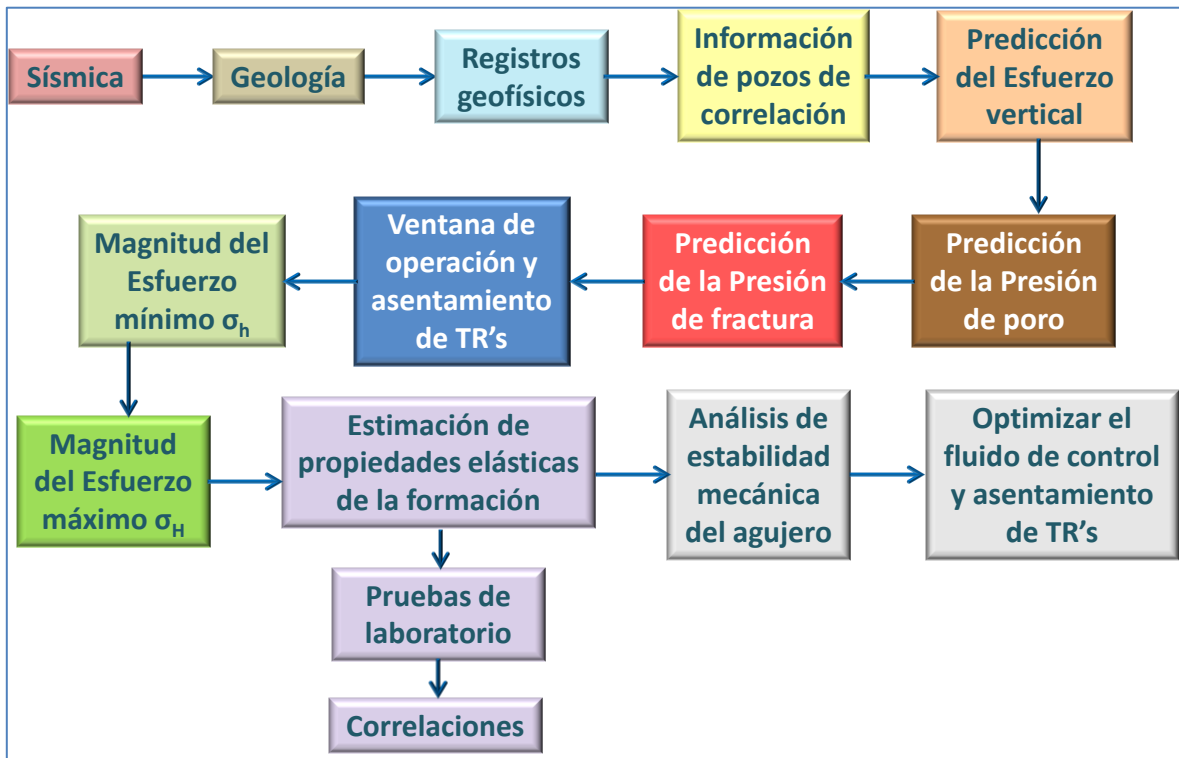 Sísmica
Geología
Registros
geofísicos
Información
de pozos de
correlación
Predicción
del Esfuerzo
vertical
Magnitud del
Esfuerzo
mínimo σh
Ventana de
operación y
asentamiento
de TR’s
Predicción
de la Presión
de fractura
Predicción
de la Presión
de poro
Magnitud
del Esfuerzo
máximo σH
Estimación de
propiedades elásticas
de la formación
Análisis de
estabilidad
mecánica
del agujero
Optimizar el
fluido de control
y asentamiento
de TR’s
Pruebas de
laboratorio
Correlaciones